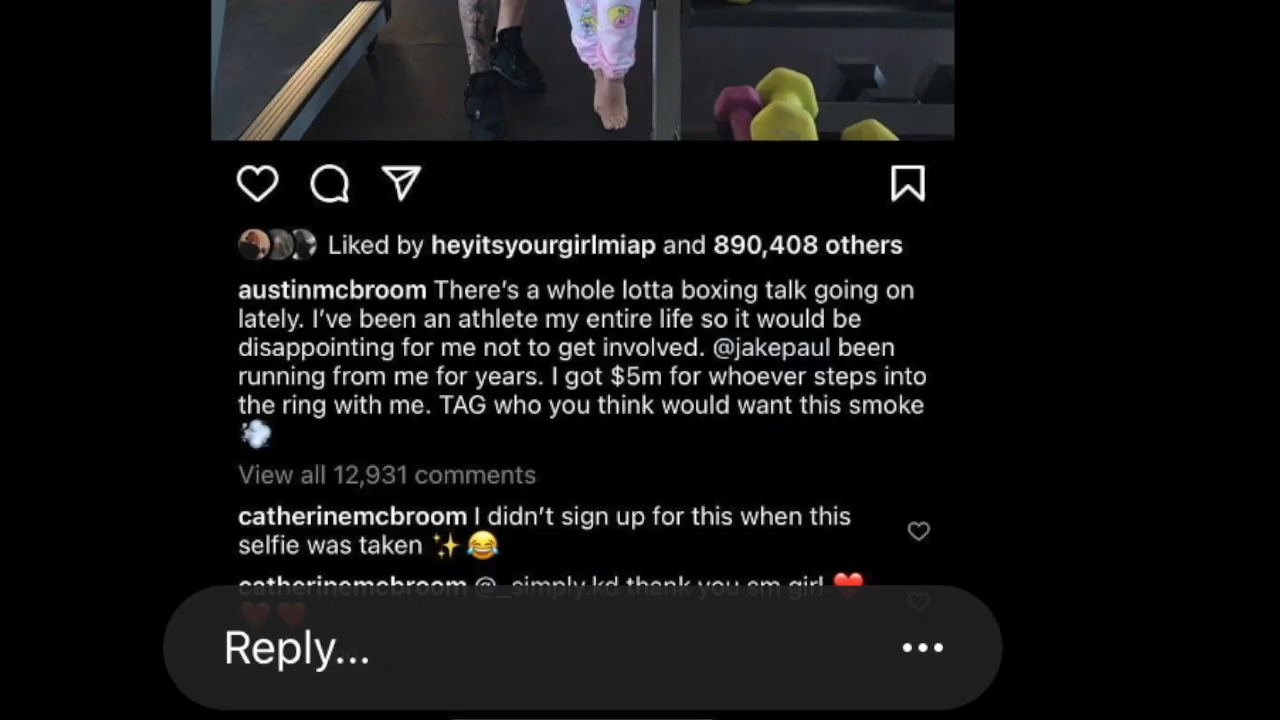 Liked by heyitsyourgirlmiap and 890,408 others
austinmcbroom There's a whole lotta boxing talk going on
lately. I've been an athlete my entire life so it would be
disappointing for me not to get involved. @jakepaul been
running from me for years. I got $5m for whoever steps into
the ring with me. TAG who you think would want this smoke
💨
View all 12,931 comments
catherinemcbroom I didn't sign up for this when this
selfie was taken ✨😂
catherinemcbroom @_simply.kd thank you sm girl ❤️
❤️❤️
Reply...